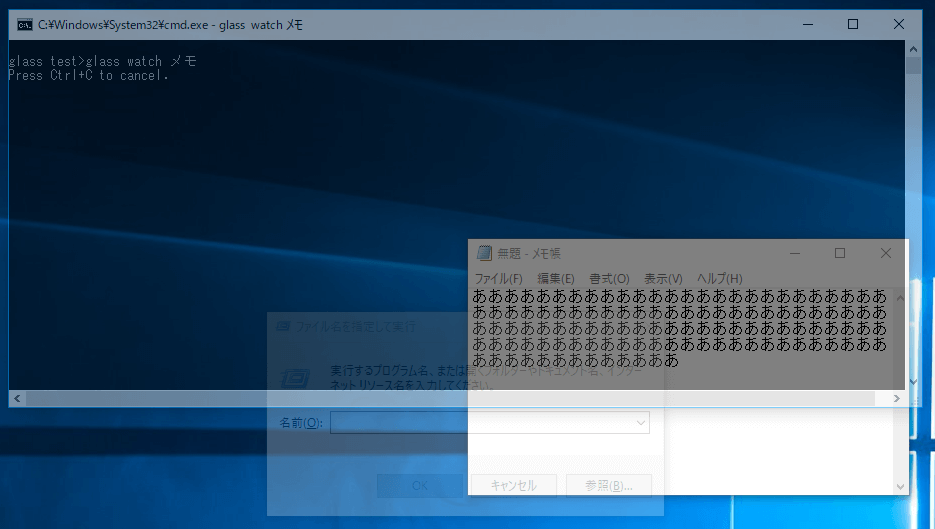 C:¥Windows¥System32¥cmd.exe - glass  watch メモ
glass test>glass watch メモ
Press Ctrl+C to cancel.
無題 - メモ帳
ファイル(F) 編集(E) 書式(O) 表示(V) ヘルプ(H)
ああああああああああああああああああああああああああ
ああああああああああああああああああああああああああ
ああああああああああああああああああああああああああ
ああああああああああああああああああああああああああ
あああああああああああああ
ファイル名を指定して実行
実行するプログラム名、または開くフォルダーやドキュメント名、インター
ネット リソース名を入力してください。
名前(O):
OK キャンセル 参照(B)...